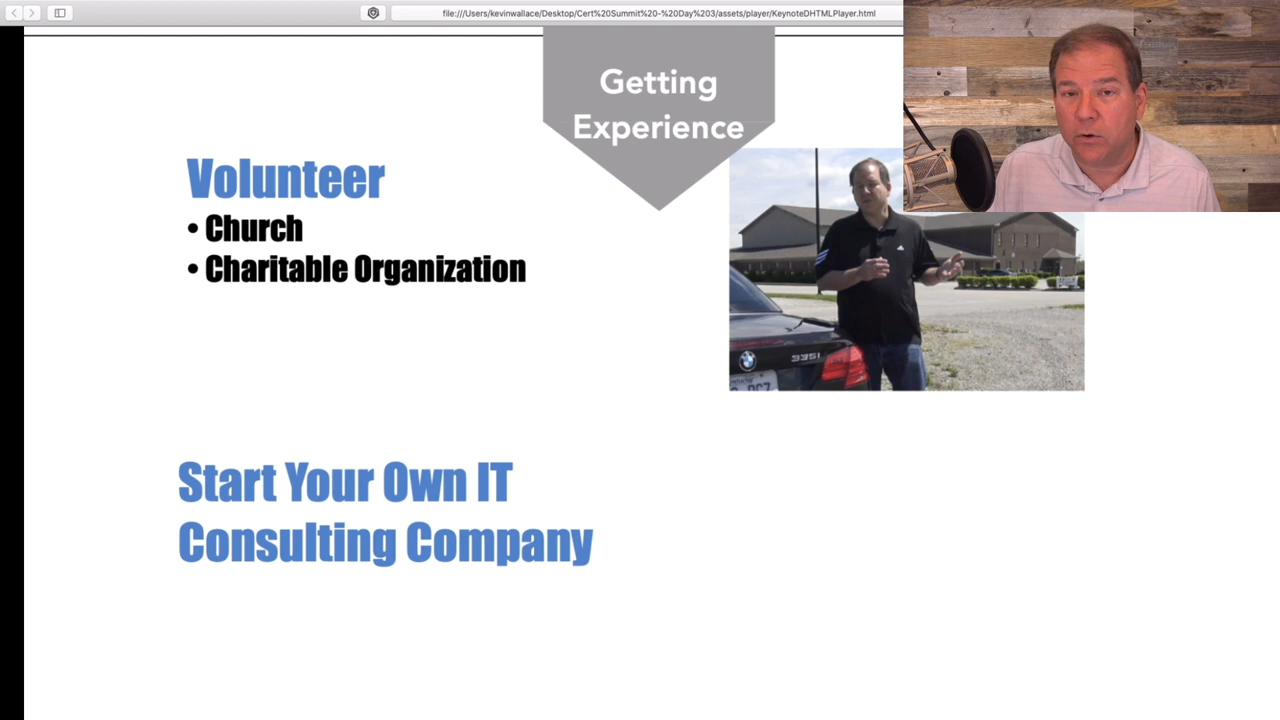 file:///Users/kevinwallace/Desktop/Cert%20Summit%20-%20Day%203/assets/player/KeynoteDHTMLPlayer.html
Getting
Experience
Volunteer
• Church
• Charitable Organization
335i
Start Your Own IT
Consulting Company